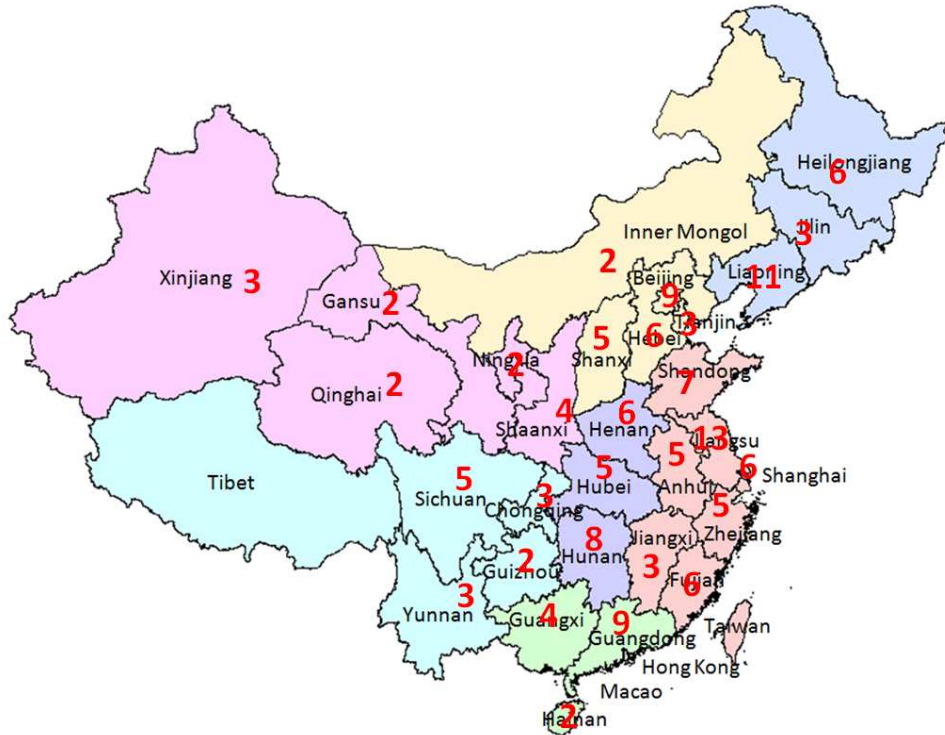 Heilongjiang
6
Jilin
3
Inner Mongol
2
Liaoning
11
Beijing
9
Tianjin
3
Hebei
6
Shanxi
5
Xinjiang
3
Gansu
2
Ningxia
2
Qinghai
2
Shaanxi
4
Shandong
7
Henan
6
Jiangsu
13
Anhui
5
Shanghai
6
Hubei
5
Tibet
Sichuan
5
Chongqing
3
Zhejiang
5
Hunan
8
Jiangxi
3
Guizhou
2
Fujian
6
Yunnan
3
Guangxi
4
Guangdong
9
Taiwan
Hong Kong
Macao
Hainan
2